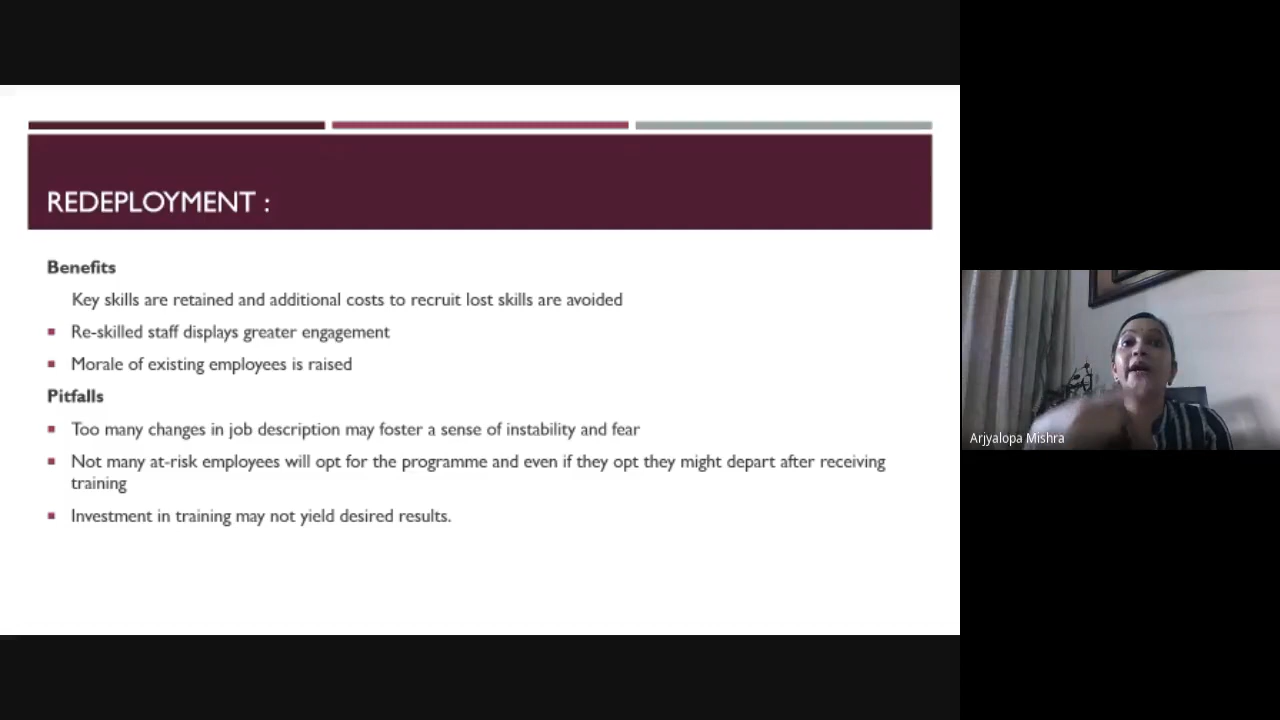 REDEPLOYMENT :
Benefits
Key skills are retained and additional costs to recruit lost skills are avoided
▪ Re-skilled staff displays greater engagement
▪ Morale of existing employees is raised
Pitfalls
▪ Too many changes in job description may foster a sense of instability and fear
▪ Not many at-risk employees will opt for the programme and even if they opt they might depart after receiving
training
▪ Investment in training may not yield desired results.
Arjyalopa Mishra